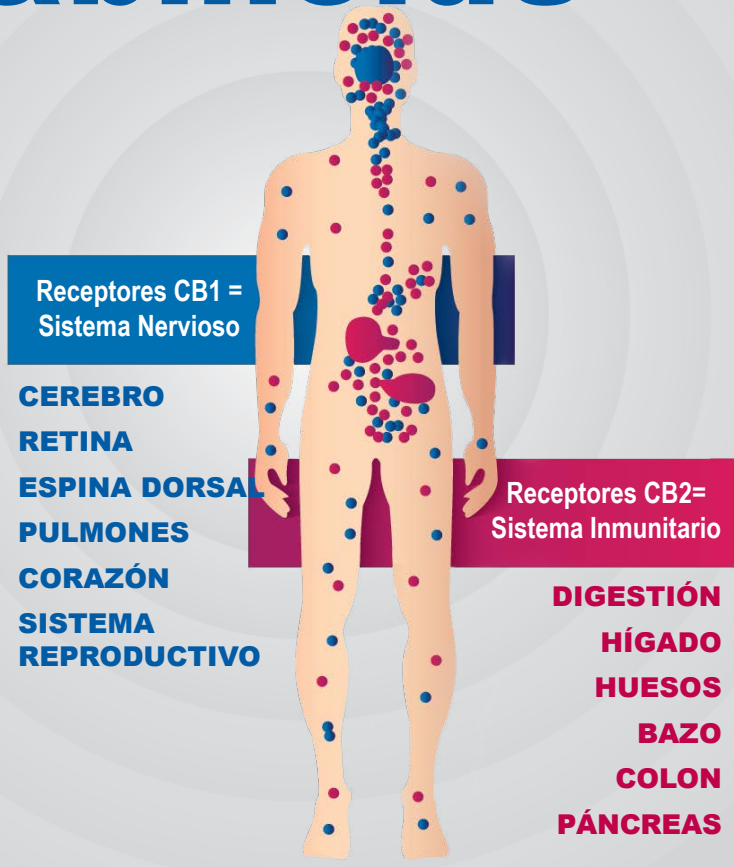 Receptores CB1 =
Sistema Nervioso
CEREBRO
RETINA
ESPINA DORSAL
PULMONES
CORAZÓN
SISTEMA
REPRODUCTIVO
Receptores CB2=
Sistema Inmunitario
DIGESTIÓN
HÍGADO
HUESOS
BAZO
COLON
PÁNCREAS